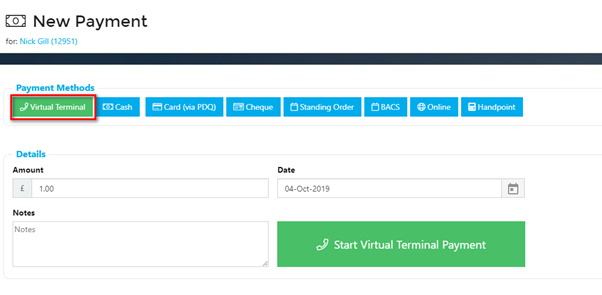 New Payment
for: Nick Gill (12951)
Payment Methods
Virtual Terminal Cash Card (via PDQ) Cheque Standing Order BACS Online Handpoint
Details
Amount Date
£ 1.00 04-Oct-2019
Notes
Notes
Start Virtual Terminal Payment